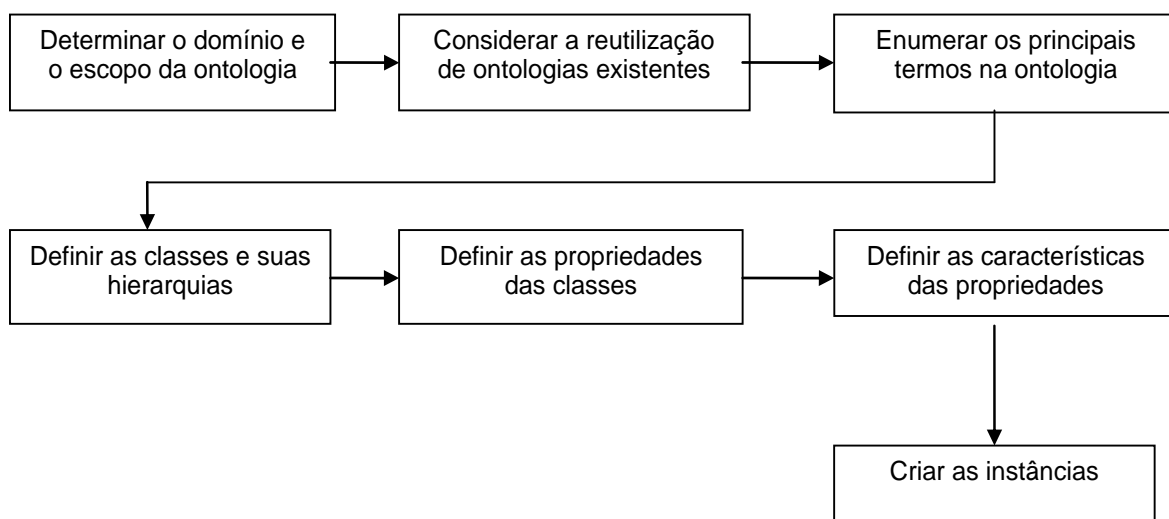 Determinar o domínio e
o escopo da ontologia
Considerar a reutilização
de ontologias existentes
Enumerar os principais
termos na ontologia
Definir as classes e suas
hierarquias
Definir as propriedades
das classes
Definir as características
das propriedades
Criar as instâncias